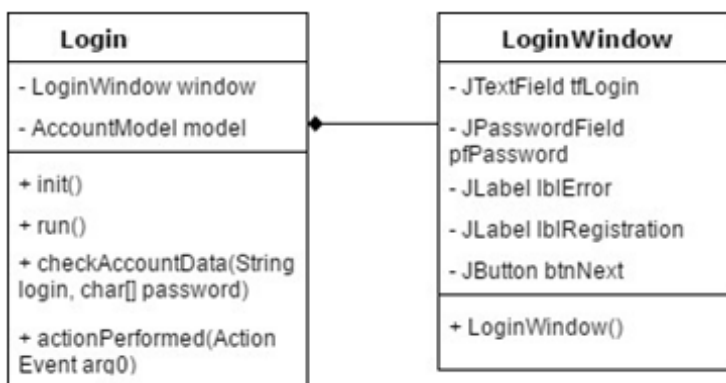 Login
- LoginWindow window
- AccountModel model
+ init()
+ run()
+ checkAccountData(String
login, char[] password)
+ actionPerformed(Action
Event arg0)
LoginWindow
- JTextField tfLogin
- JPasswordField
pfPassword
- JLabel lblError
- JLabel lblRegistration
- JButton btnNext
+ LoginWindow()